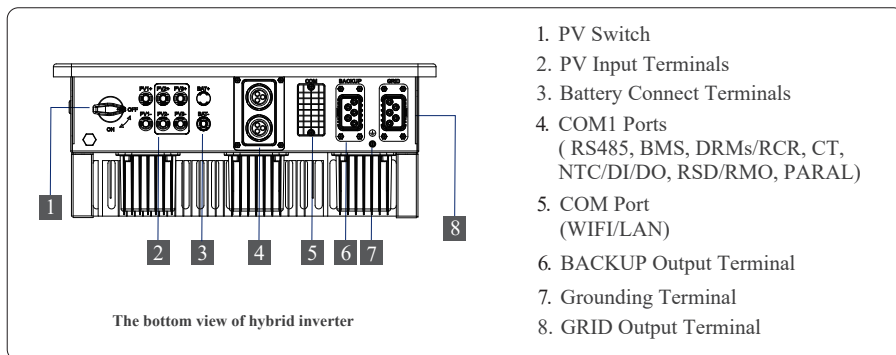 PV1+ PV2+ PV3+ BAT+ COM BACKUP GRID
OFF
ON
PV1- PV2- PV3- BAT-
1
2 3 4 5 6 7 8
The bottom view of hybrid inverter
1. PV Switch
2. PV Input Terminals
3. Battery Connect Terminals
4. COM1 Ports
( RS485, BMS, DRMs/RCR, CT,
NTC/DI/DO, RSD/RMO, PARAL)
5. COM Port
(WIFI/LAN)
6. BACKUP Output Terminal
7. Grounding Terminal
8. GRID Output Terminal